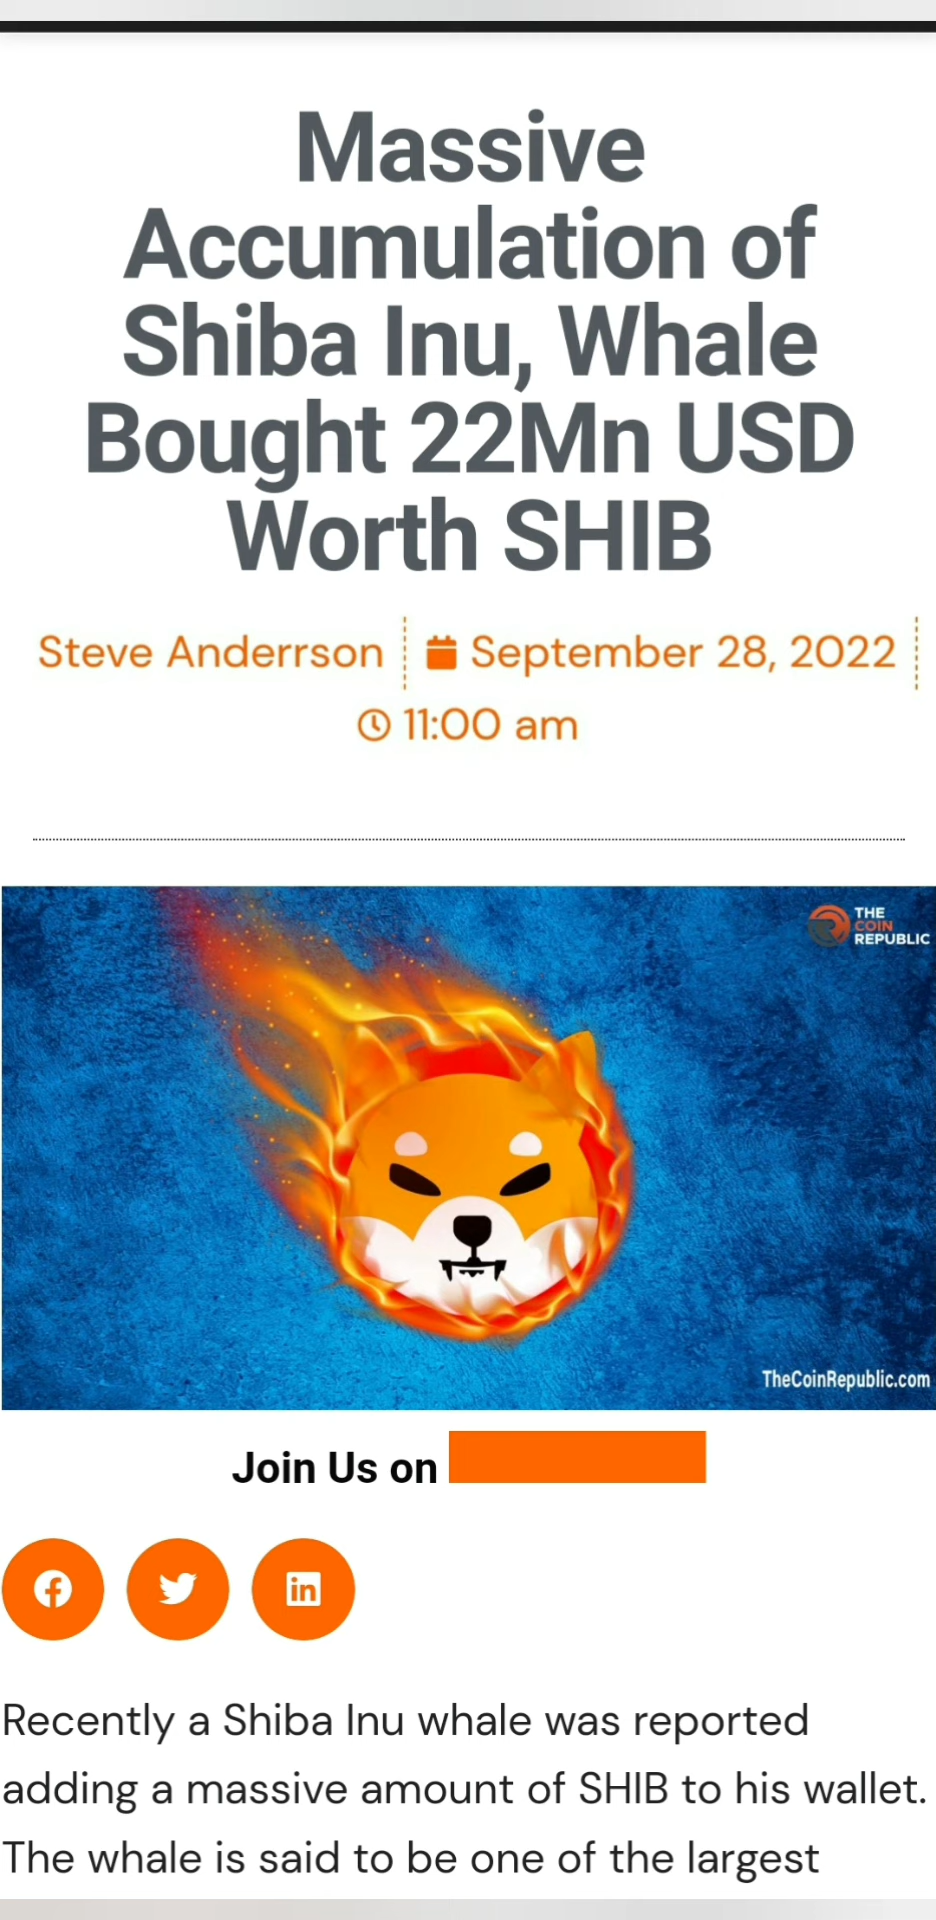 Massive
Accumulation of
Shiba Inu, Whale
Bought 22Mn USD
Worth SHIB
Steve Anderrson
September 28, 2022
11:00 am
THE
COIN
REPUBLIC
TheCoinRepublic.com
Join Us on
in
Recently a Shiba Inu whale was reported
adding a massive amount of SHIB to his wallet.
The whale is said to be one of the largest